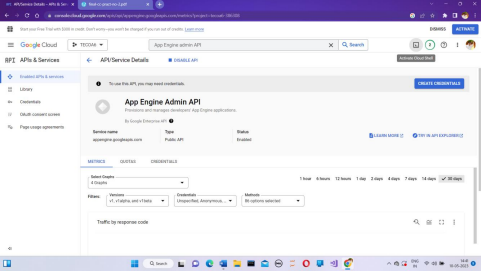 API/Service Details – APIs & Serv
console.cloud.google.com/apis/api/appengine.googleapis.com/metrics?project=
Start your Free Trial with $300 in credit. Don't worry—you won't be charged if you run out of credits. Learn more
DISMISS
ACTIVATE
Google Cloud
App Engine admin API
Search
API APIs & Services
API/Service Details
DISABLE API
Activate Cloud Shell
Enabled APIs & services
Library
Credentials
OAuth consent screen
Page usage agreements
To use this API, you may need credentials.
CREATE CREDENTIALS
App Engine Admin API
Provisions and manages developers' App Engine applications.
By Google Enterprise API
Service name
appengine.googleapis.com
Type
Public API
Status
Enabled
LEARN MORE
TRY IN API EXPLORER
METRICS
QUOTAS
CREDENTIALS
Select Graphs
4 Graphs
1 hour 6 hours 12 hours 1 day 2 days 4 days 7 days 14 days 30 days
Filters:
Versions
v1, v1alpha, and v1beta
Credentials
Unspecified, Anonymous...
Methods
86 options selected
Traffic by response code
Search
ENG
IN